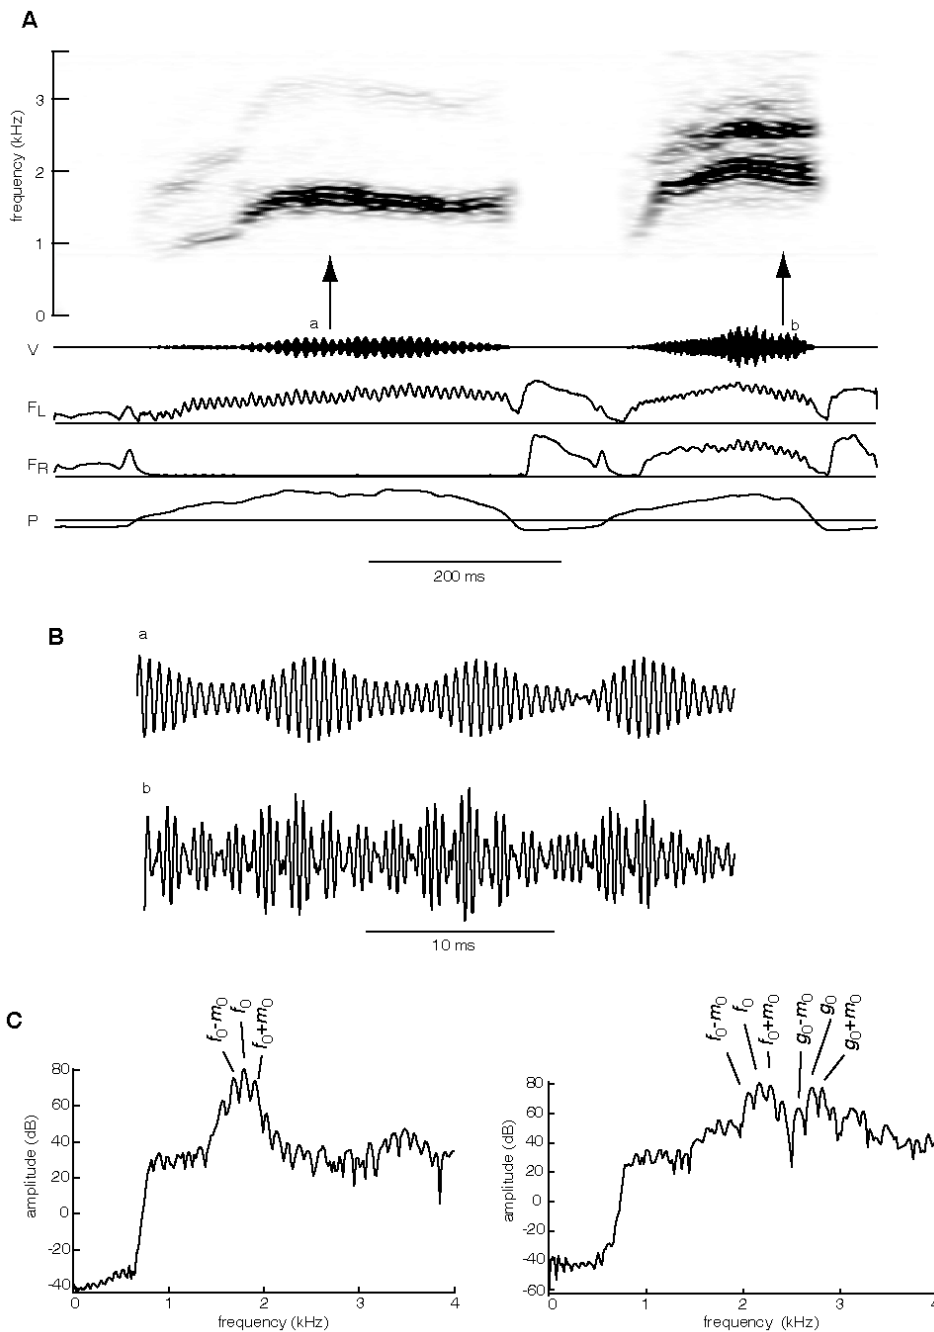 A
frequency (kHz)
3
2
1
0
a
b
V
FL
FR
P
200 ms
B
a
b
10 ms
C
f0-m0
f0
f0+m0
amplitude (dB)
80
60
40
20
0
-20
-40
0
1
2
3
4
frequency (kHz)
f0-m0
f0
f0+m0
g0-m0
g0
g0+m0
amplitude (dB)
80
60
40
20
0
-20
-40
-60
0
1
2
3
4
frequency (kHz)